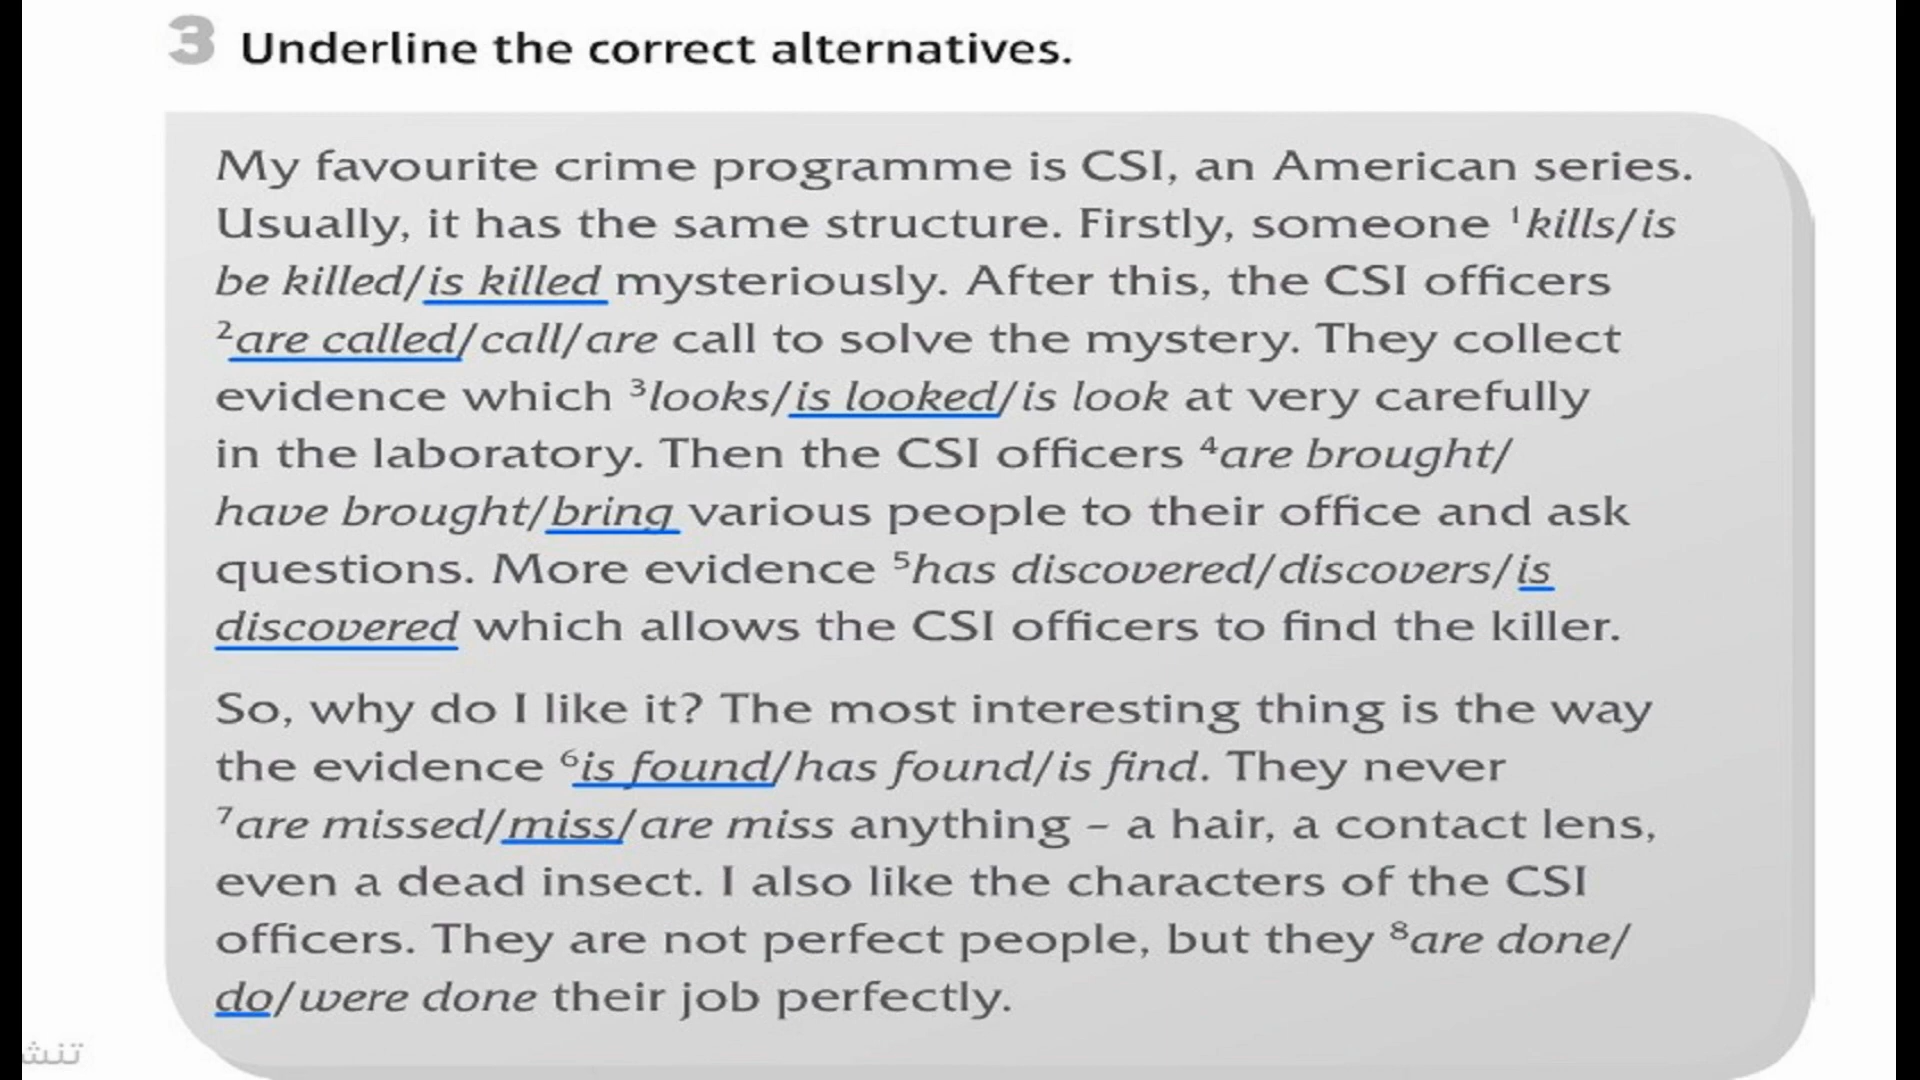 3 Underline the correct alternatives.
My favourite crime programme is CSI, an American series.
Usually, it has the same structure. Firstly, someone ¹kills/is
be killed/is killed mysteriously. After this, the CSI officers
²are called/call/are call to solve the mystery. They collect
evidence which ³looks/is looked/is look at very carefully
in the laboratory. Then the CSI officers ⁴are brought/
have brought/bring various people to their office and ask
questions. More evidence ⁵has discovered/discovers/is
discovered which allows the CSI officers to find the killer.
So, why do I like it? The most interesting thing is the way
the evidence ⁶is found/has found/is find. They never
⁷are missed/miss/are miss anything – a hair, a contact lens,
even a dead insect. I also like the characters of the CSI
officers. They are not perfect people, but they ⁸are done/
do/were done their job perfectly.